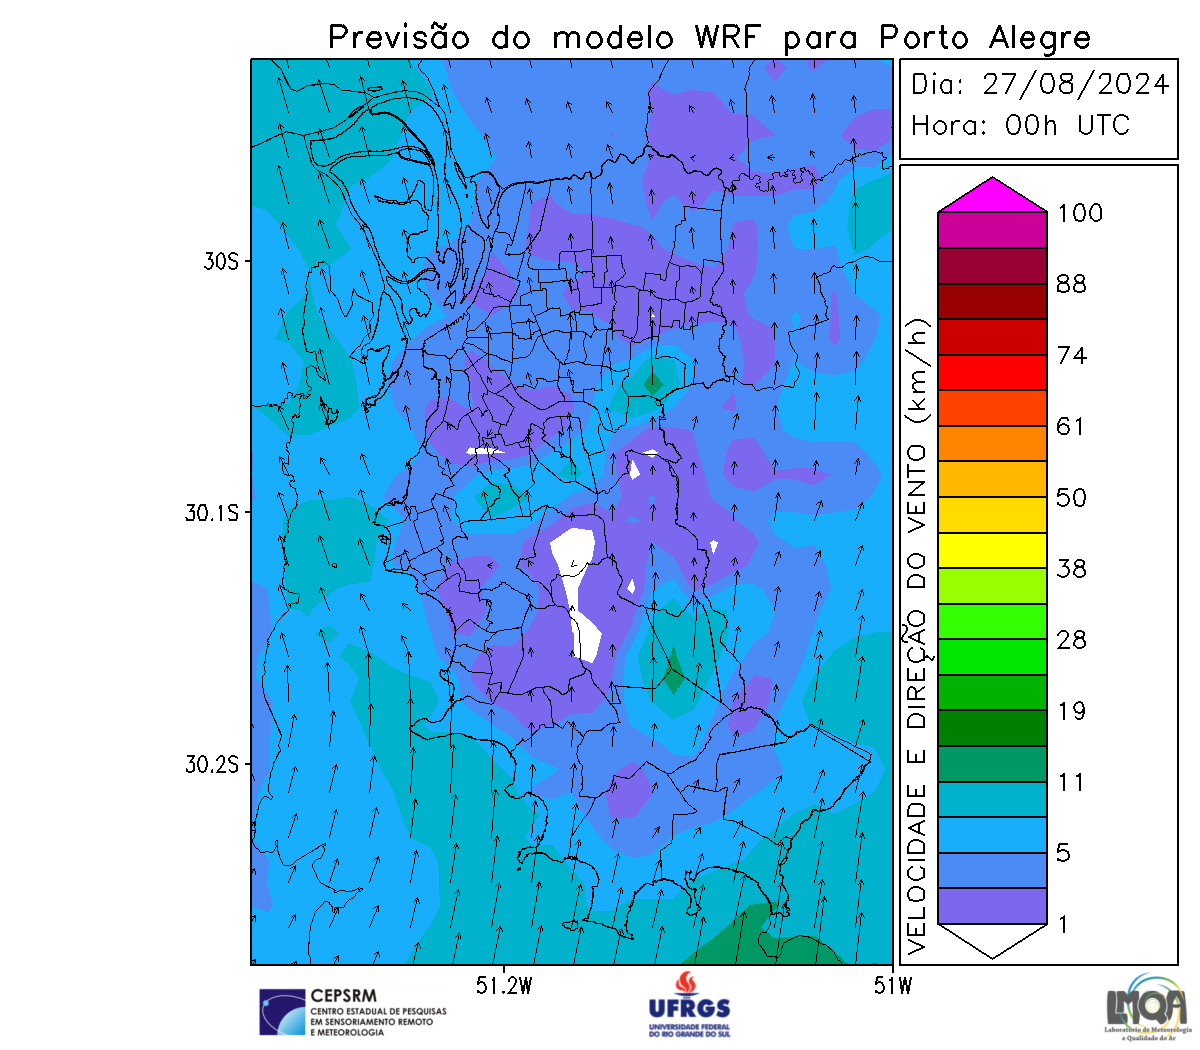 Previsão do modelo WRF para Porto Alegre
Dia: 27/08/2024
Hora: 00h UTC
100
88
74
61
50
38
28
19
11
5
1
VELOCIDADE E DIREÇÃO DO VENTO (km/h)
30S
30.1S
30.2S
51.2W
51W
CEPSRM
CENTRO ESTADUAL DE PESQUISAS
EM SENSORIAMENTO REMOTO
E METEOROLOGIA
UFRGS
UNIVERSIDADE FEDERAL
DO RIO GRANDE DO SUL
LMQA
Laboratório de Meteorologia
e Qualidade do Ar